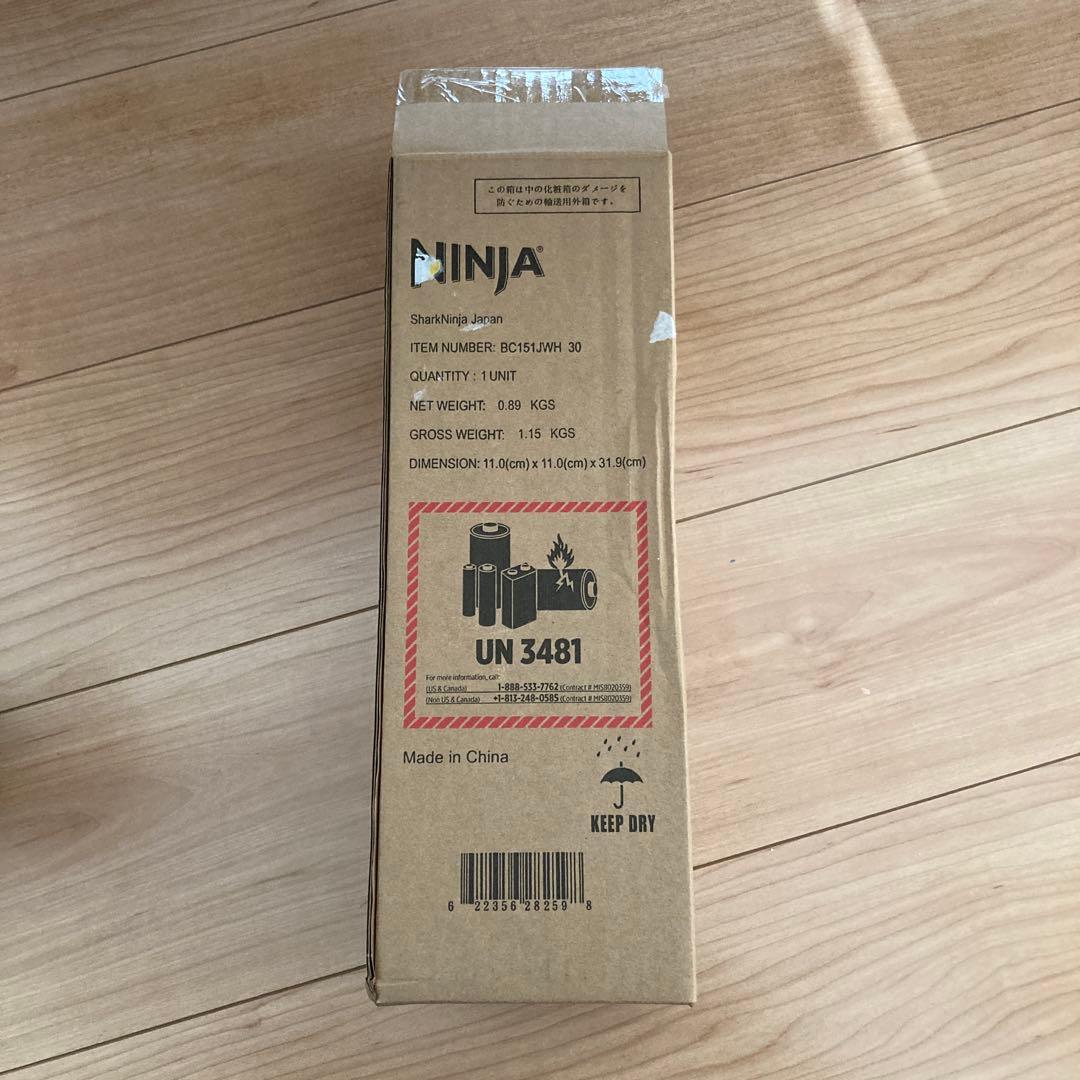 この箱は中の化粧箱のダメージを
防ぐための輸送用外箱です。
NINJA®
SharkNinja Japan
ITEM NUMBER: BC151JWH 30
QUANTITY : 1 UNIT
NET WEIGHT: 0.89 KGS
GROSS WEIGHT: 1.15 KGS
DIMENSION: 11.0(cm) x 11.0(cm) x 31.9(cm)
UN 3481
For more information, call:
(US & Canada) 1-888-533-7762 (Contract # MIS8020359)
(Non US & Canada) +1-813-248-0585 (Contract # MIS8020359)
Made in China
KEEP DRY
6 22356 28259 8